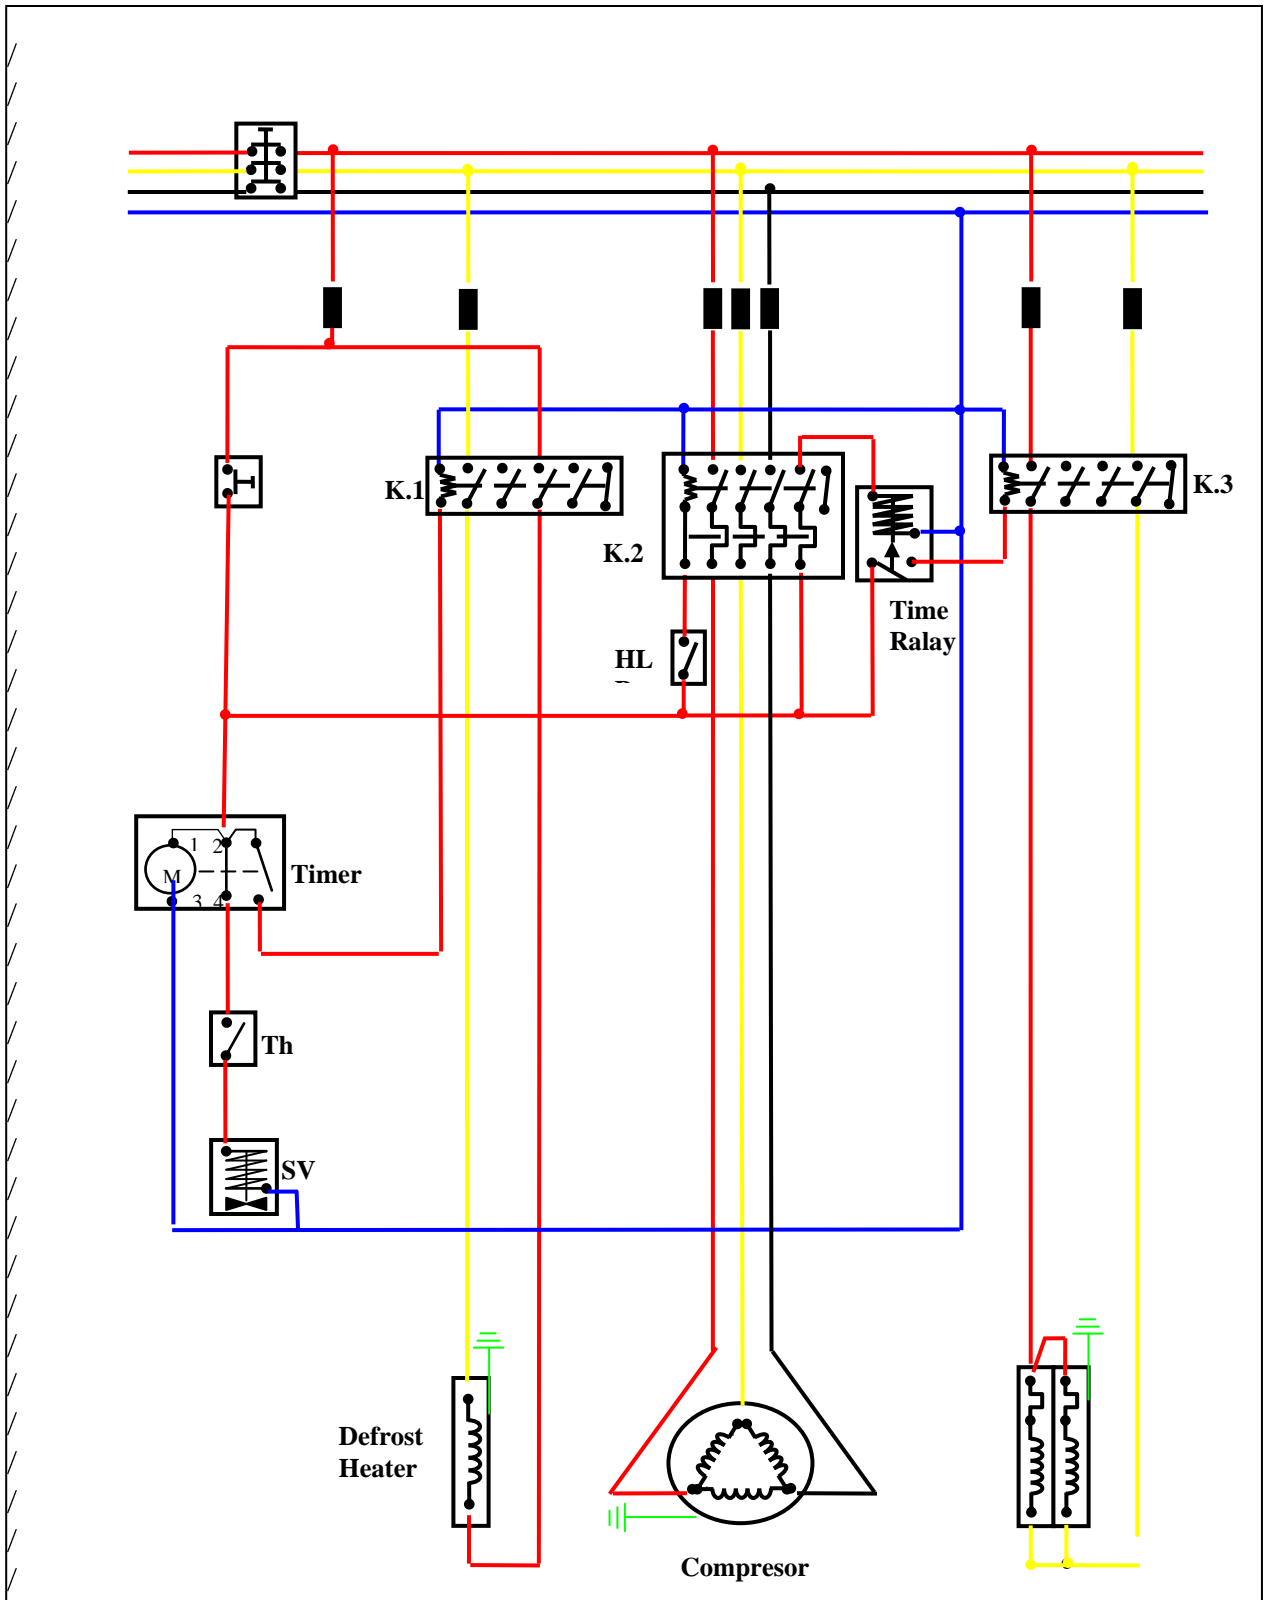 K.1
K.3
K.2
Time
Ralay
HL
1
2
M
3
4
Timer
Th
SV
Defrost
Heater
Compresor